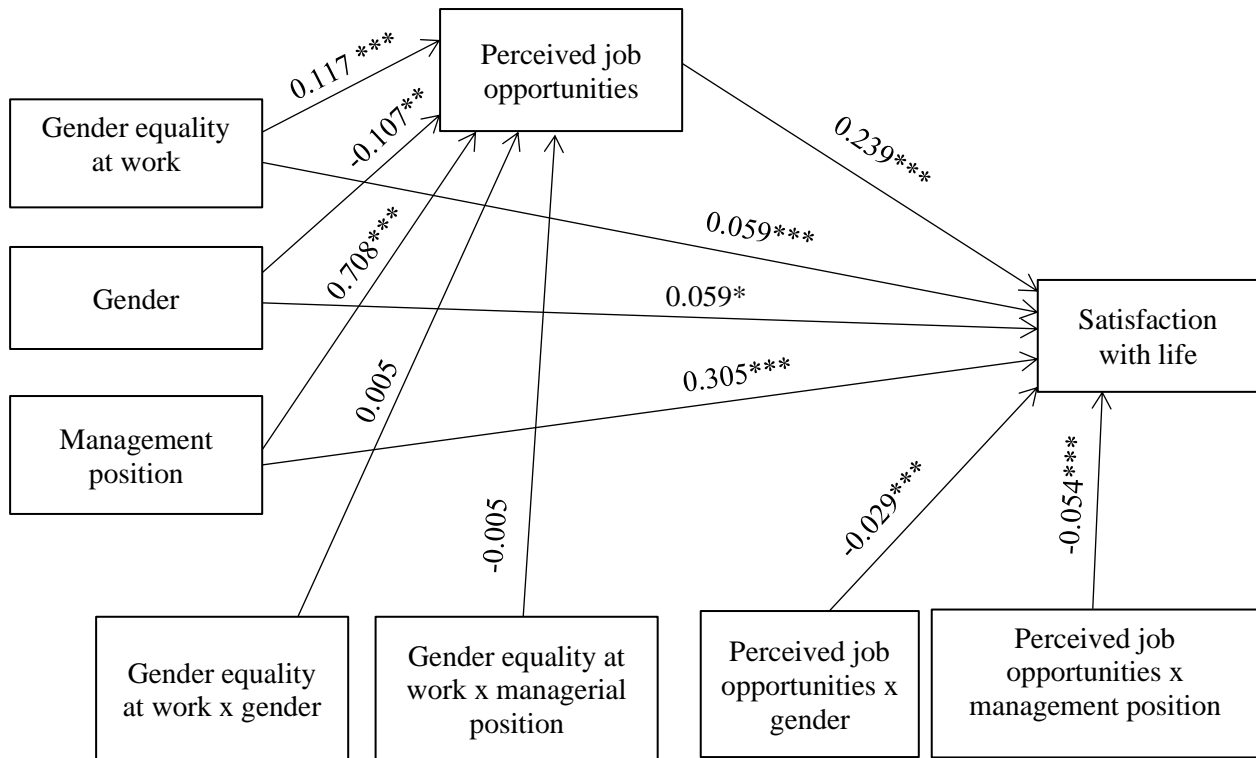 Perceived job
opportunities
0.117 ***
Gender equality
at work
-0.107**
0.239***
0.059***
0.708***
Gender
0.059*
Satisfaction
with life
0.305***
0.005
Management
position
-0.005
-0.029***
-0.054***
Gender equality
at work x gender
Gender equality at
work x managerial
position
Perceived job
opportunities x
gender
Perceived job
opportunities x
management position